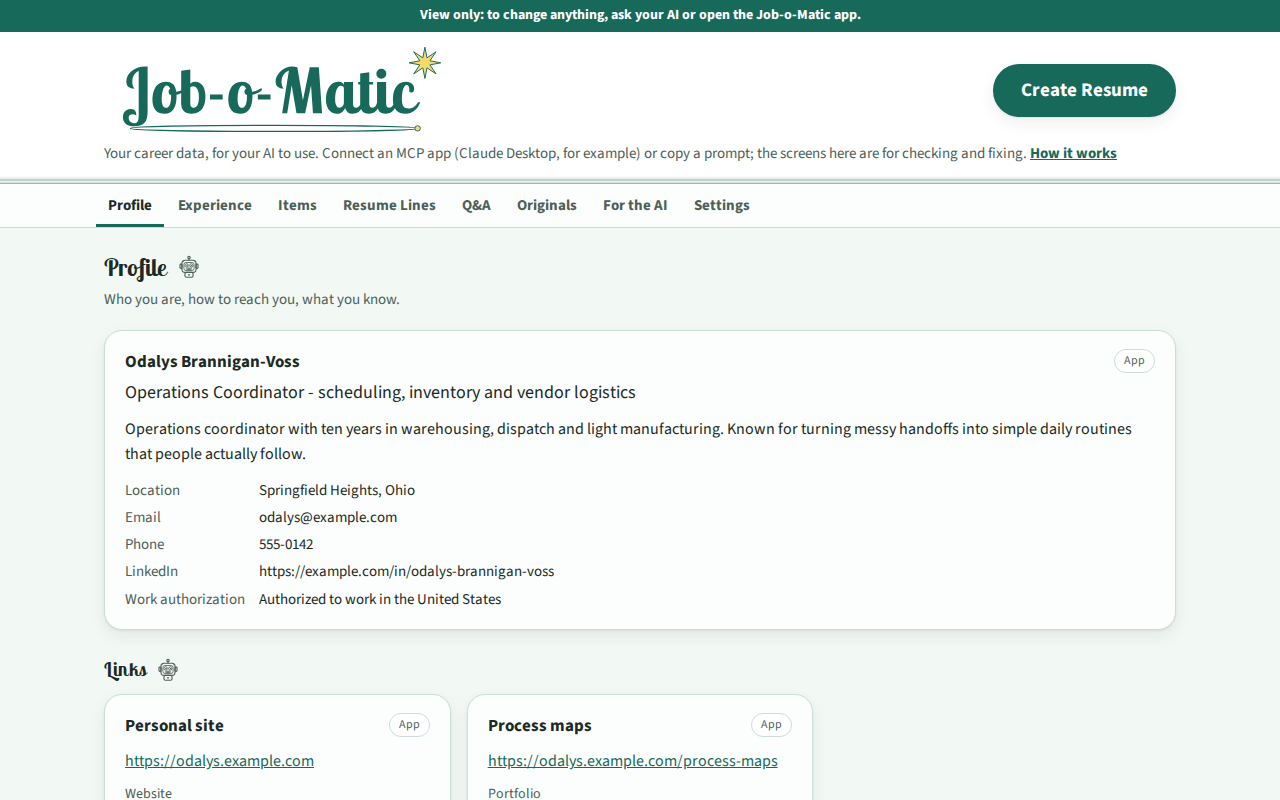 View only: to change anything, ask your AI or open the Job-o-Matic app.
Job-o-Matic
Create Resume
Your career data, for your AI to use. Connect an MCP app (Claude Desktop, for example) or copy a prompt; the screens here are for checking and fixing. How it works
Profile Experience Items Resume Lines Q&A Originals For the AI Settings
Profile
Who you are, how to reach you, what you know.
Odalys Brannigan-Voss App
Operations Coordinator - scheduling, inventory and vendor logistics
Operations coordinator with ten years in warehousing, dispatch and light manufacturing. Known for turning messy handoffs into simple daily routines
that people actually follow.
Location Springfield Heights, Ohio
Email odalys@example.com
Phone 555-0142
LinkedIn https://example.com/in/odalys-brannigan-voss
Work authorization Authorized to work in the United States
Links
Personal site App
https://odalys.example.com
Website
Process maps App
https://odalys.example.com/process-maps
Portfolio